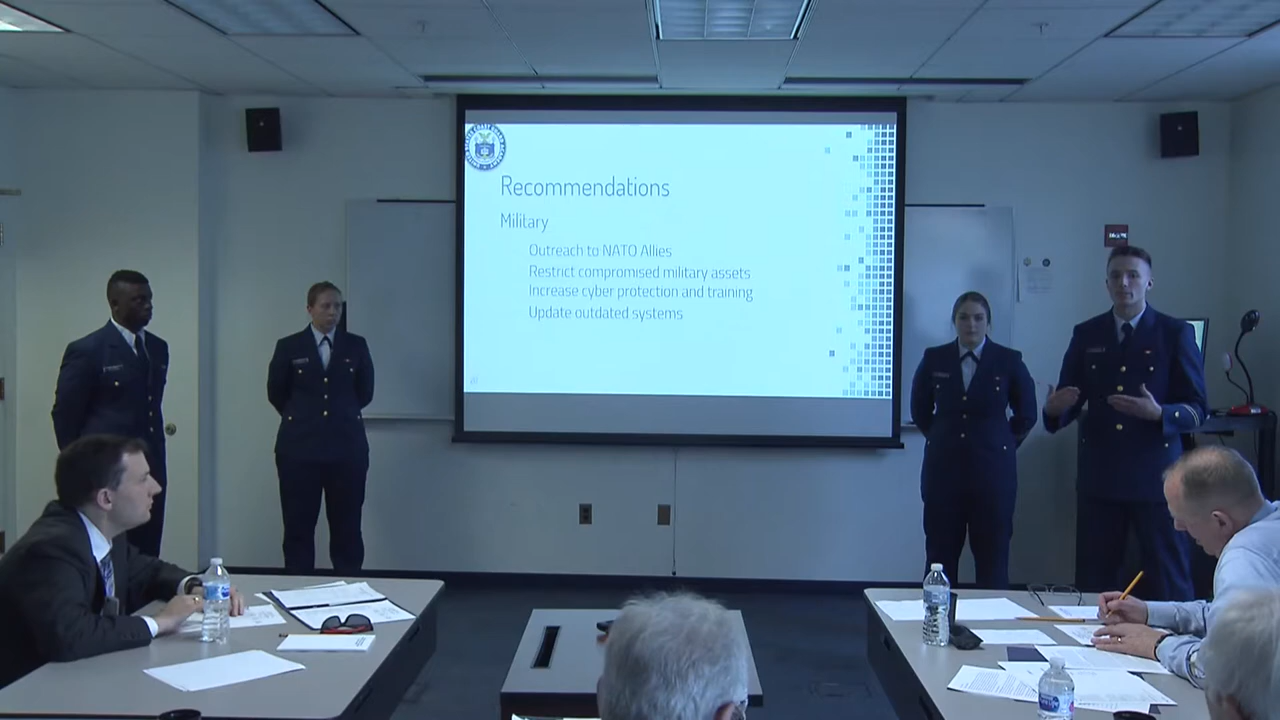 Recommendations
Military
Outreach to NATO Allies
Restrict compromised military assets
Increase cyber protection and training
Update outdated systems